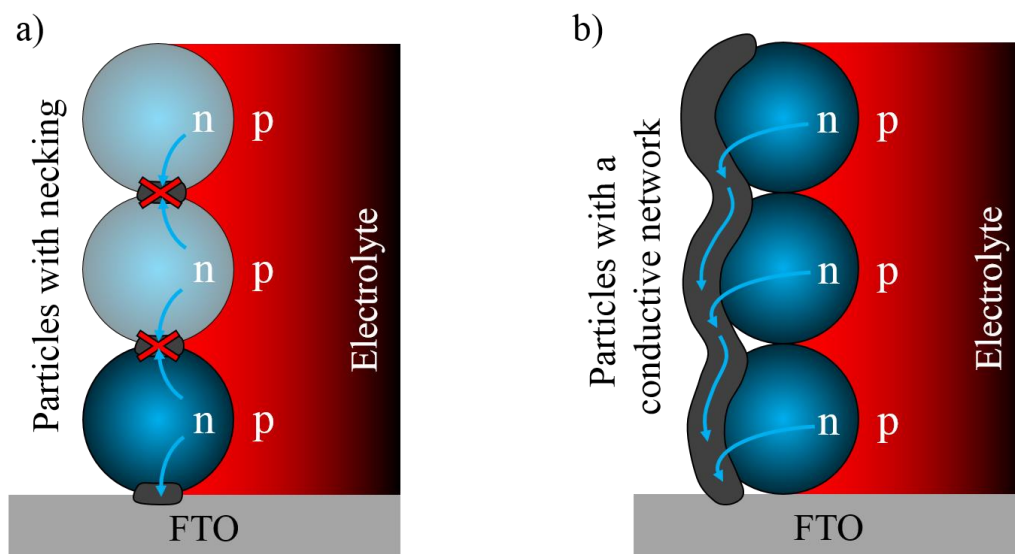 a)
Particles with necking
n
p
n
p
n
p
Electrolyte
FTO
b)
Particles with a
conductive network
n
p
n
p
n
p
Electrolyte
FTO